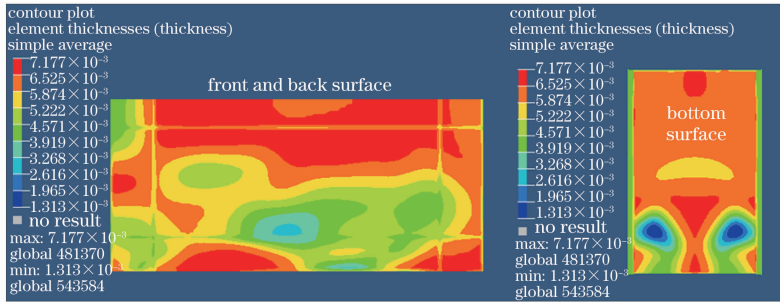 contour plot
element thicknesses (thickness)
simple average
7.177×10⁻³
6.525×10⁻³
5.874×10⁻³
5.222×10⁻³
4.571×10⁻³
3.919×10⁻³
3.268×10⁻³
2.616×10⁻³
1.965×10⁻³
1.313×10⁻³
no result
max: 7.177×10⁻³
global 481370
min: 1.313×10⁻³
global 543584
front and back surface
contour plot
element thicknesses (thickness)
simple average
7.177×10⁻³
6.525×10⁻³
5.874×10⁻³
5.222×10⁻³
4.571×10⁻³
3.919×10⁻³
3.268×10⁻³
2.616×10⁻³
1.965×10⁻³
1.313×10⁻³
no result
max: 7.177×10⁻³
global 481370
min: 1.313×10⁻³
global 543584
bottom
surface